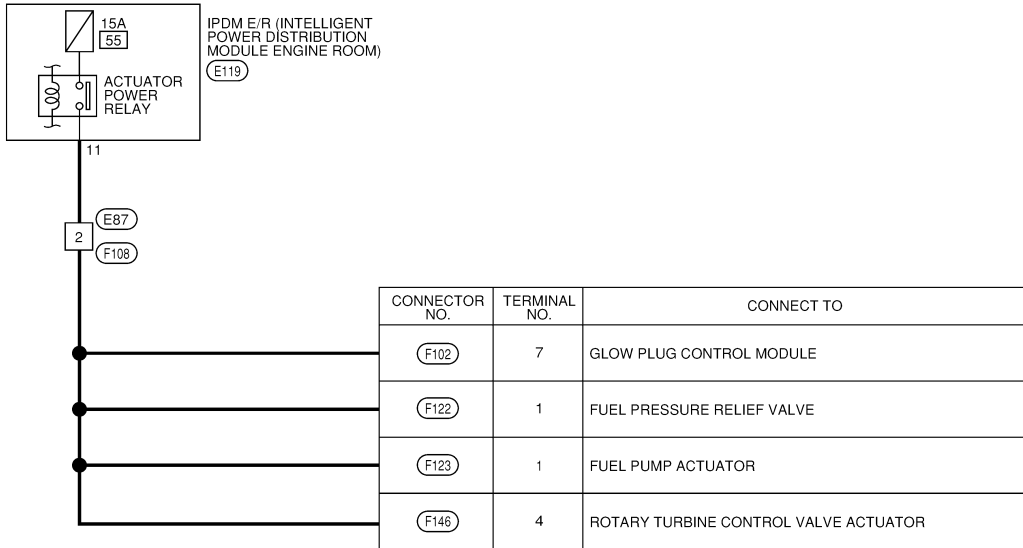 15A
55
IPDM E/R (INTELLIGENT
POWER DISTRIBUTION
MODULE ENGINE ROOM)
E119
ACTUATOR
POWER
RELAY
11
E87
2
F108
CONNECTOR NO. TERMINAL NO. CONNECT TO
F102 7 GLOW PLUG CONTROL MODULE
F122 1 FUEL PRESSURE RELIEF VALVE
F123 1 FUEL PUMP ACTUATOR
F146 4 ROTARY TURBINE CONTROL VALVE ACTUATOR